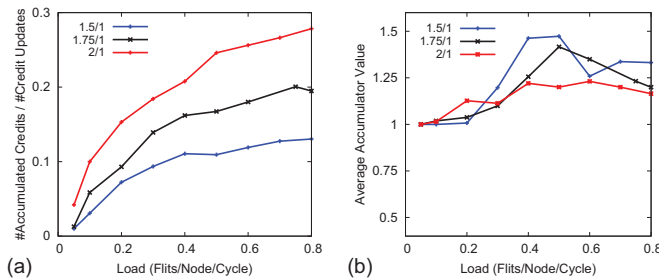 0.3
0.2
0.1
0
1.5/1
1.75/1
2/1
0 0.2 0.4 0.6 0.8
#Accumulated Credits / #Credit Updates
Load (Flits/Node/Cycle)
(a)
1.5
1.25
1
0.75
0.5
1.5/1
1.75/1
2/1
0 0.2 0.4 0.6 0.8
Average Accumulator Value
Load (Flits/Node/Cycle)
(b)